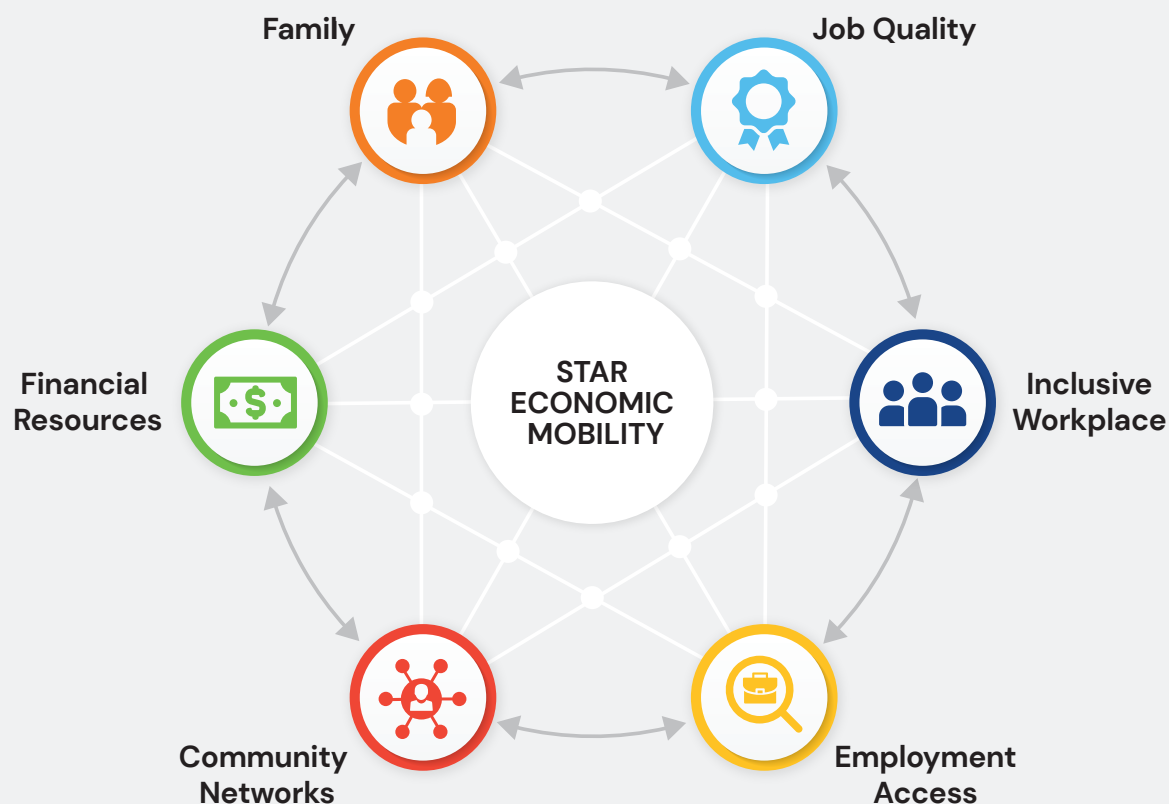 Family
Job Quality
Financial
Resources
$
STAR
ECONOMIC
MOBILITY
Inclusive
Workplace
Community
Networks
Employment
Access